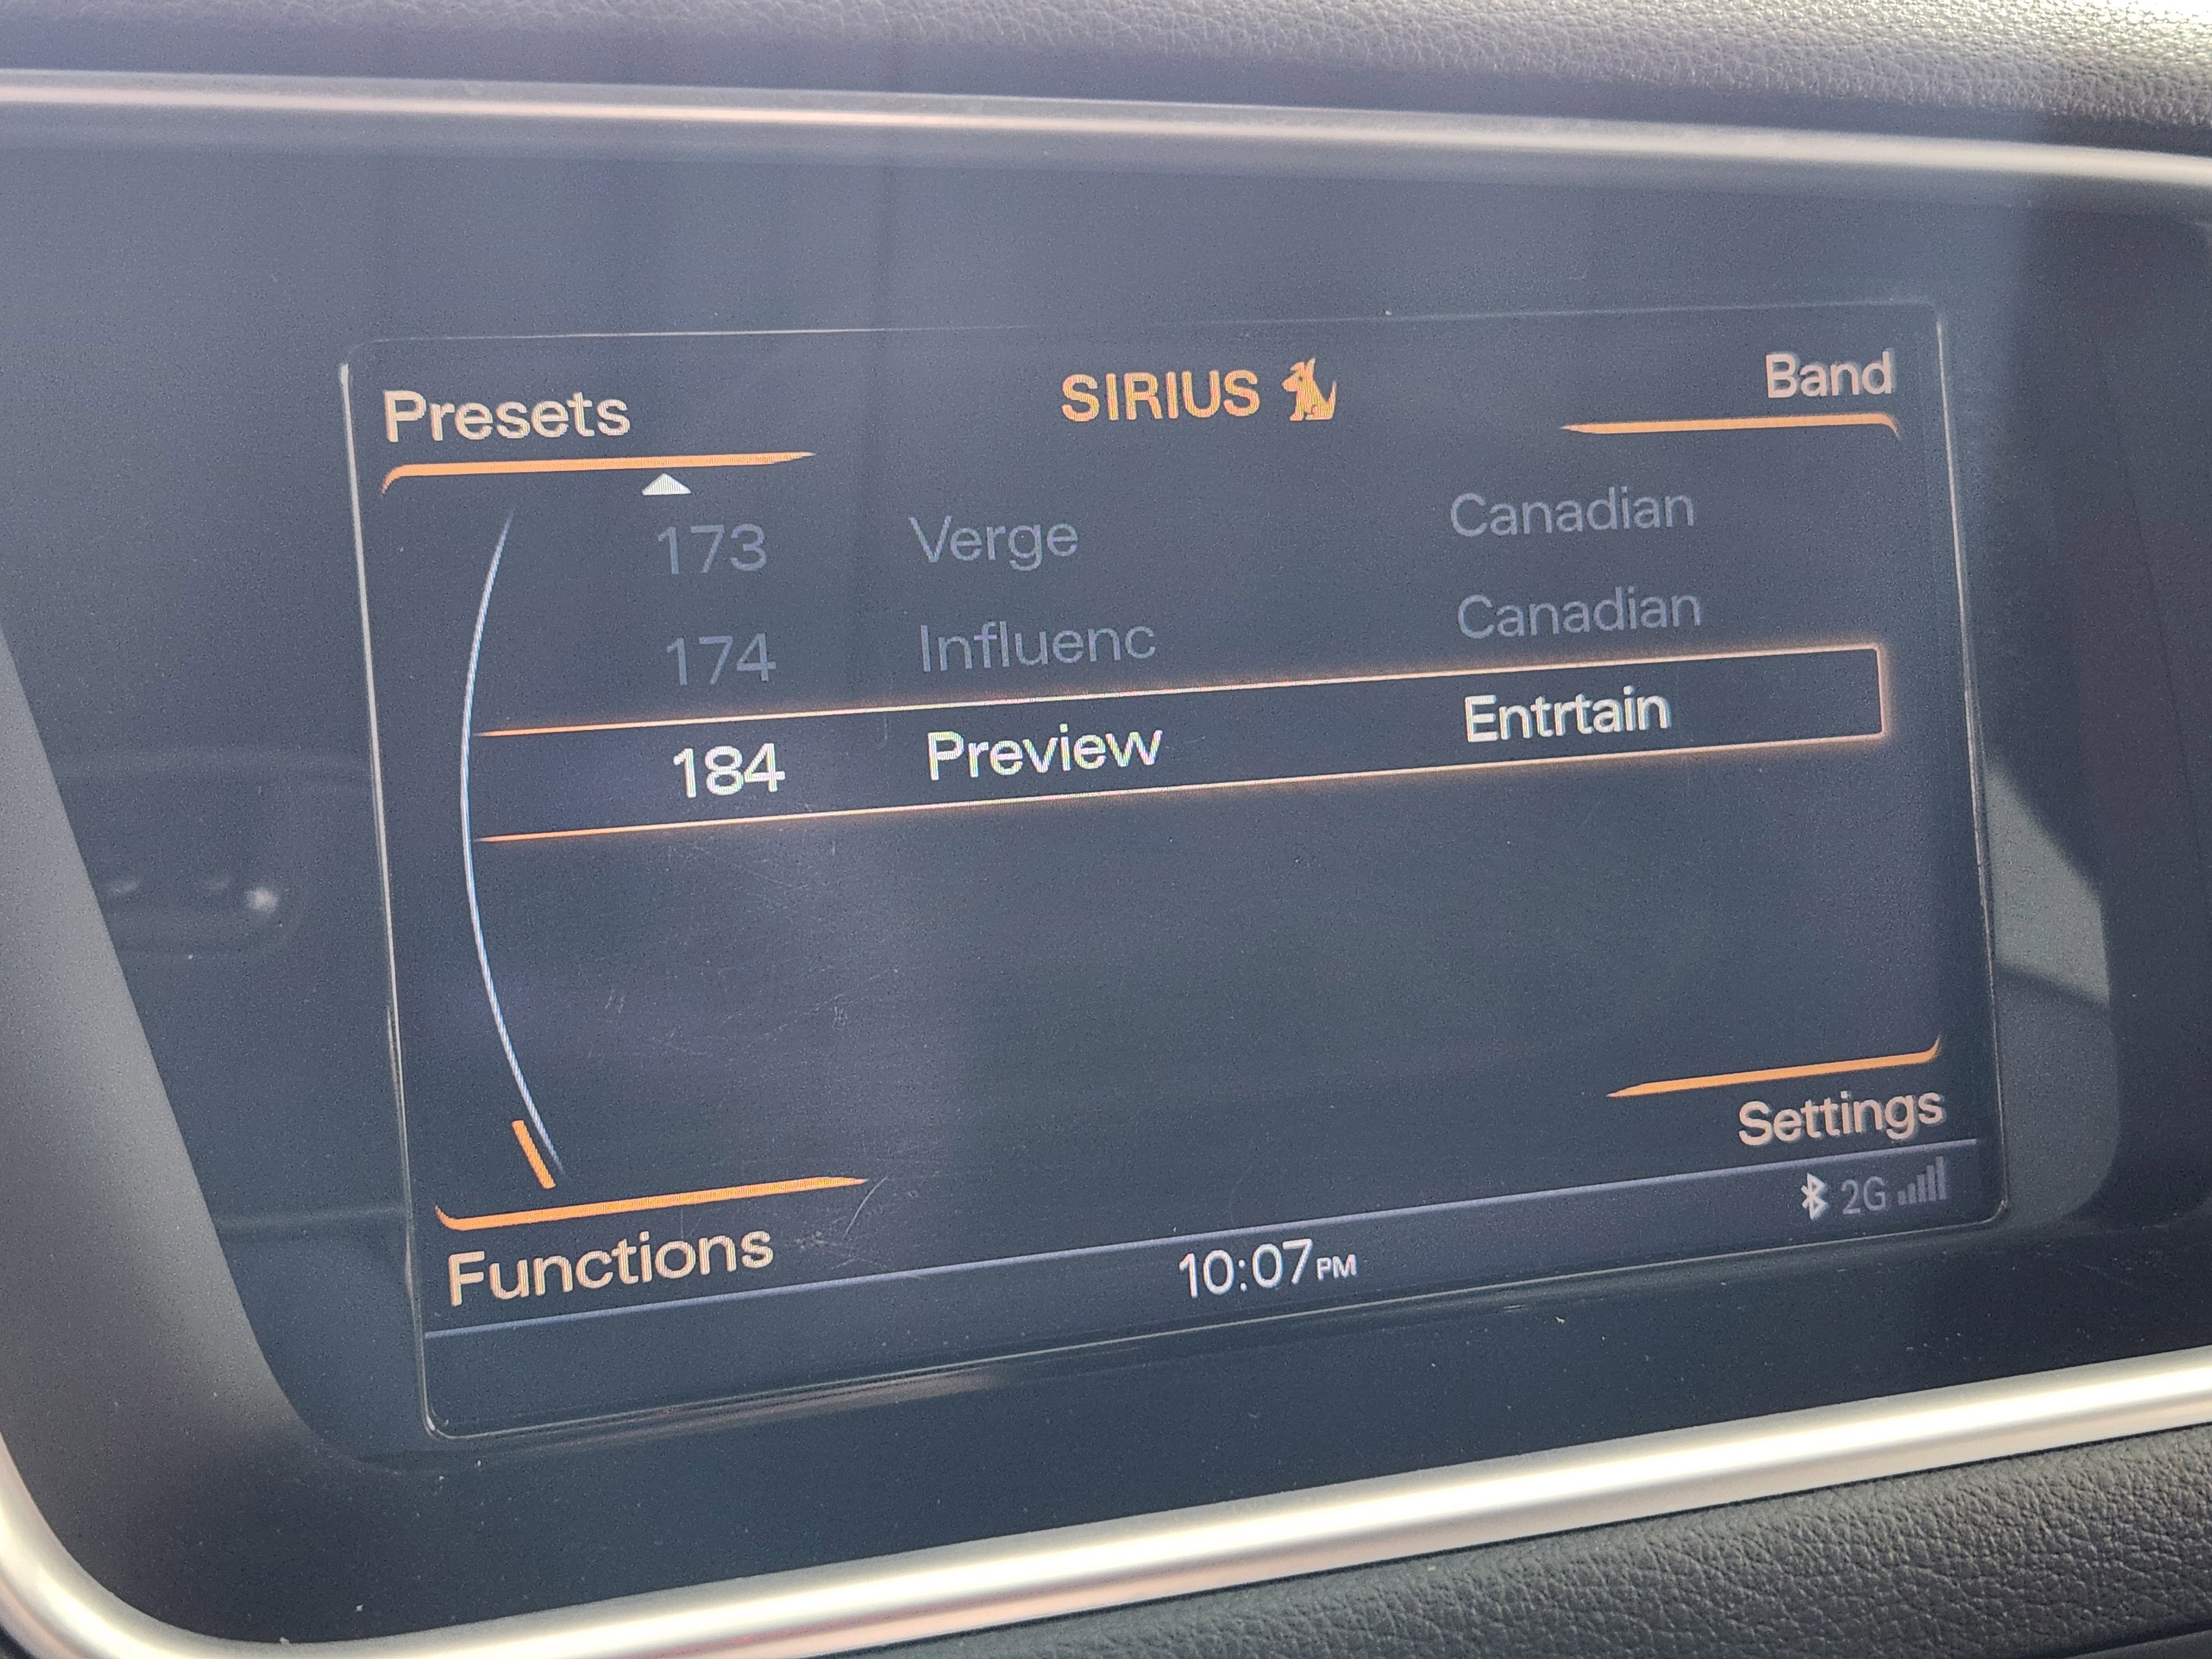 Presets SIRIUS Band
173 Verge Canadian
174 Influenc Canadian
184 Preview Entrtain
Settings
Functions
10:07PM
2G